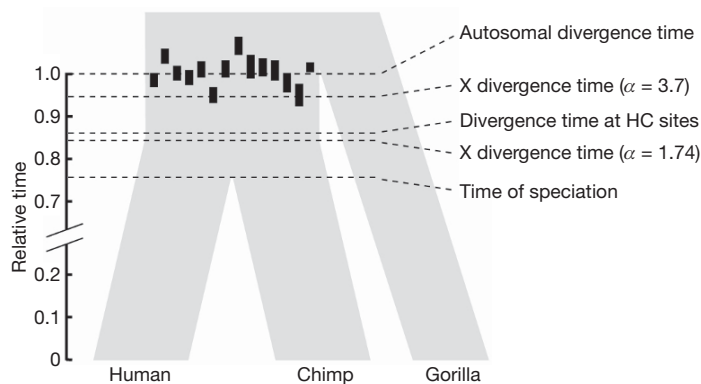 Autosomal divergence time
X divergence time (α = 3.7)
Divergence time at HC sites
X divergence time (α = 1.74)
Time of speciation
Relative time
1.0
0.9
0.8
0.7
0.2
0.1
0
Human
Chimp
Gorilla